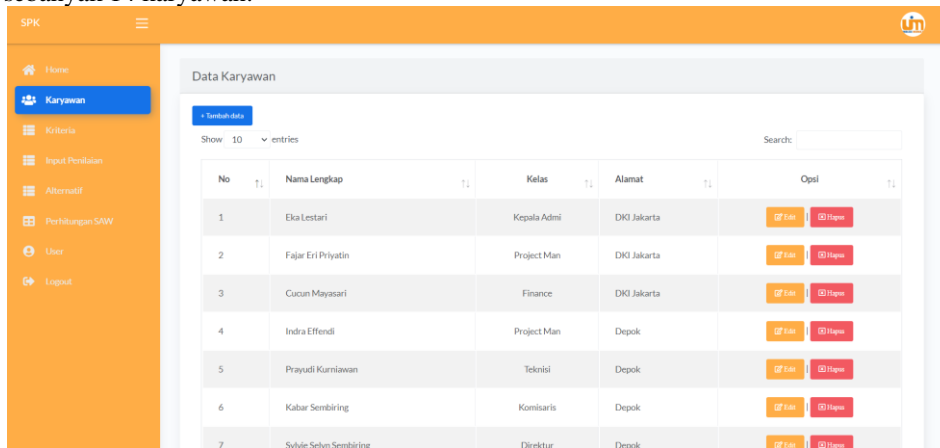 SPK
Home
Karyawan
Kriteria
Input Penilaian
Alternatif
Perhitungan SAW
User
Logout
Data Karyawan
+ Tambah data
Show 10 entries
Search:
No Nama Lengkap Kelas Alamat Opsi
1 Eka Lestari Kepala Admi DKI Jakarta Edit | Hapus
2 Fajar Eri Priyatin Project Man DKI Jakarta Edit | Hapus
3 Cucun Mayasari Finance DKI Jakarta Edit | Hapus
4 Indra Effendi Project Man Depok Edit | Hapus
5 Prayudi Kurniawan Teknisi Depok Edit | Hapus
6 Kabar Sembiring Komisaris Depok Edit | Hapus
7 Sylvie Selyn Sembiring Direktur Depok Edit | Hapus